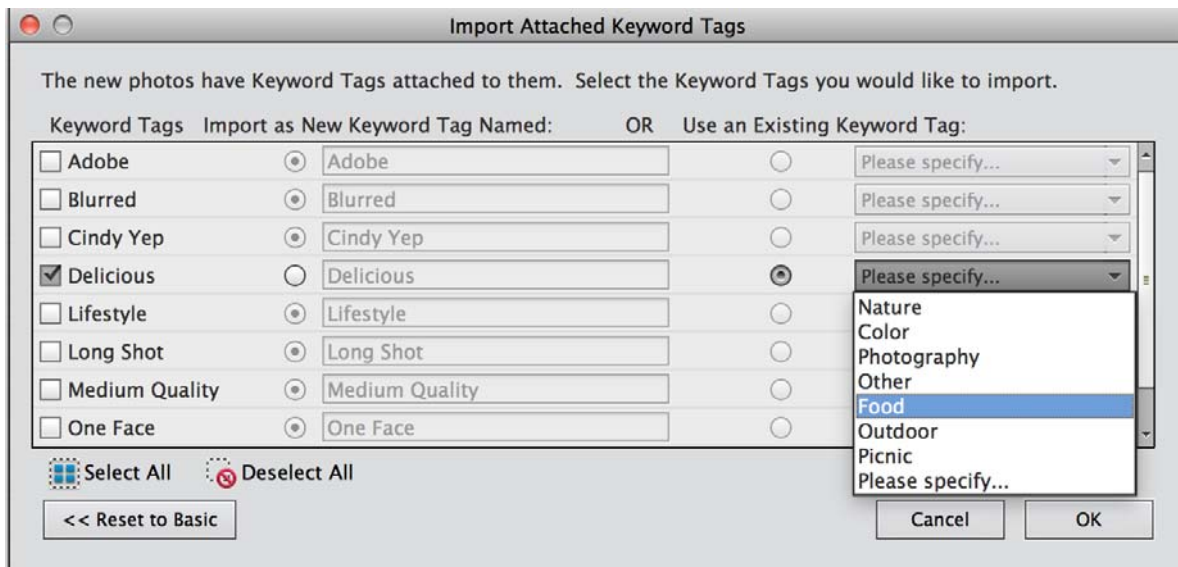 Import Attached Keyword Tags
The new photos have Keyword Tags attached to them. Select the Keyword Tags you would like to import.
Keyword Tags Import as New Keyword Tag Named: OR Use an Existing Keyword Tag:
Adobe Adobe Please specify...
Blurred Blurred Please specify...
Cindy Yep Cindy Yep Please specify...
Delicious Delicious Please specify...
Lifestyle Lifestyle
Long Shot Long Shot
Medium Quality Medium Quality
One Face One Face
Nature
Color
Photography
Other
Food
Outdoor
Picnic
Please specify...
Select All Deselect All
<< Reset to Basic Cancel OK